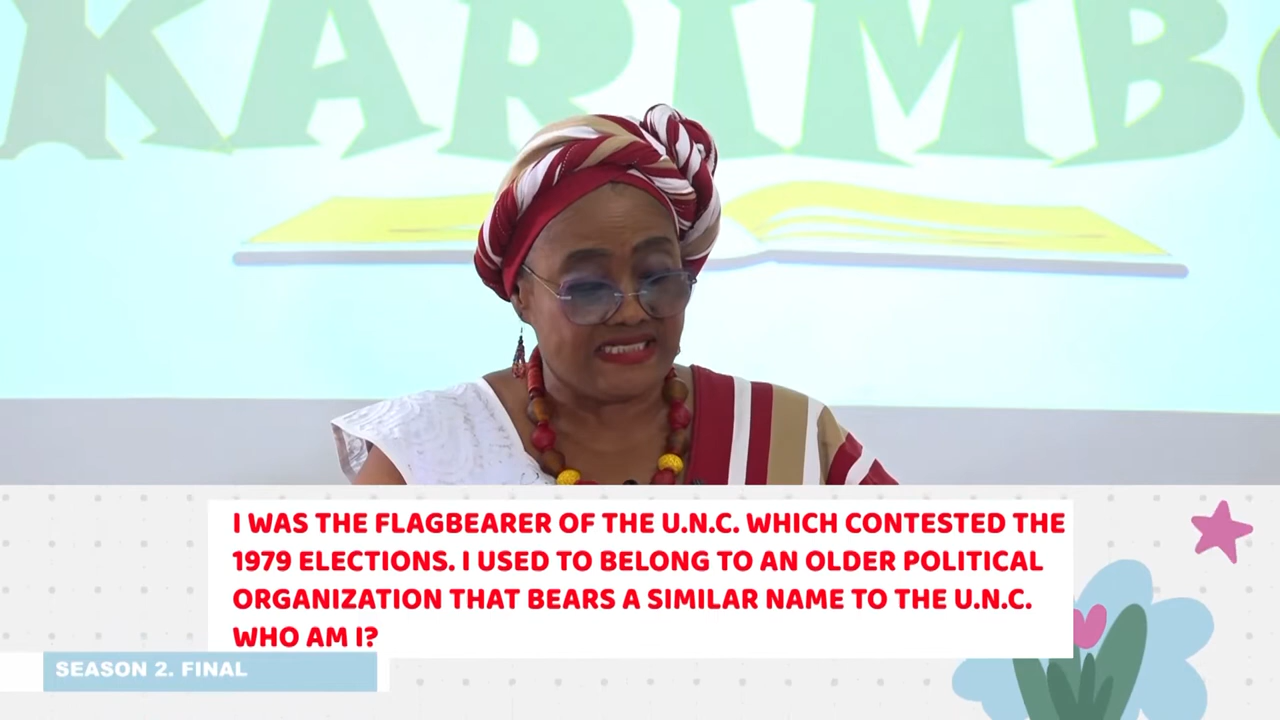 KARIMB
I WAS THE FLAGBEARER OF THE U.N.C. WHICH CONTESTED THE
1979 ELECTIONS. I USED TO BELONG TO AN OLDER POLITICAL
ORGANIZATION THAT BEARS A SIMILAR NAME TO THE U.N.C.
WHO AM I?
SEASON 2. FINAL